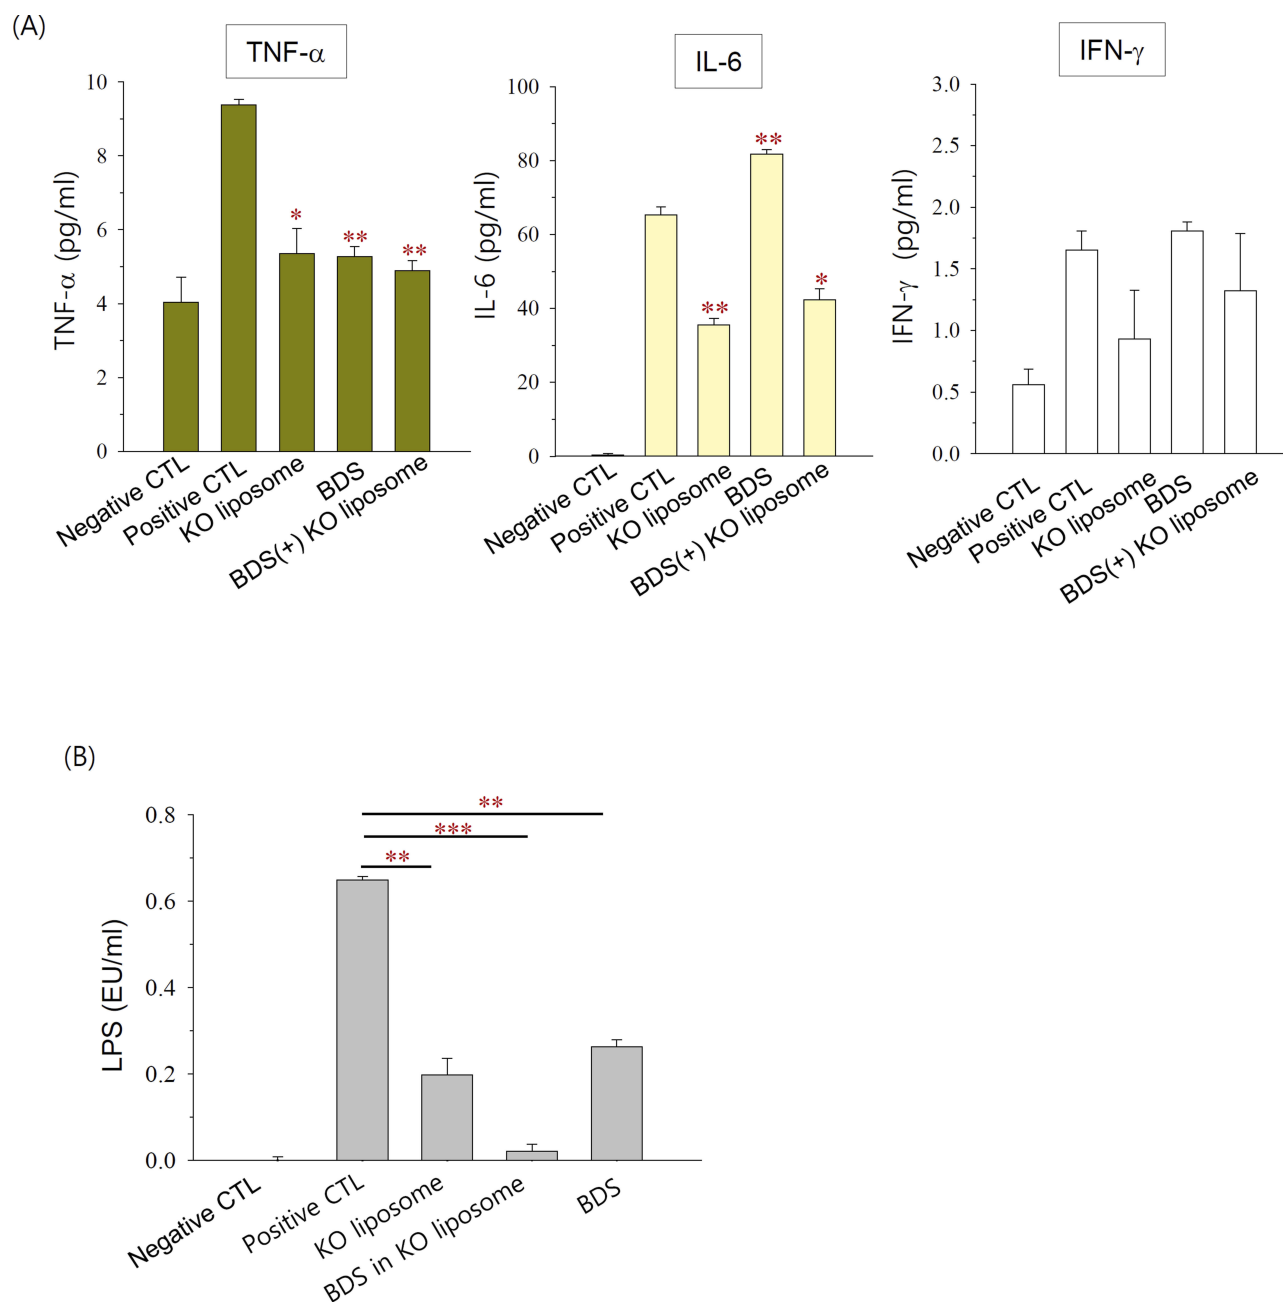 (A)
TNF-α
IL-6
IFN-γ
10
8
6
4
2
0
TNF-α (pg/ml)
*
**
**
Negative CTL
Positive CTL
KO liposome
BDS
BDS(+) KO liposome
100
80
60
40
20
0
IL-6 (pg/ml)
**
**
*
Negative CTL
Positive CTL
KO liposome
BDS
BDS(+) KO liposome
3.0
2.5
2.0
1.5
1.0
0.5
0.0
IFN-γ (pg/ml)
Negative CTL
Positive CTL
KO liposome
BDS
BDS(+) KO liposome
(B)
0.8
0.6
0.4
0.2
0.0
LPS (EU/ml)
**
***
**
Negative CTL
Positive CTL
KO liposome
BDS in KO liposome
BDS